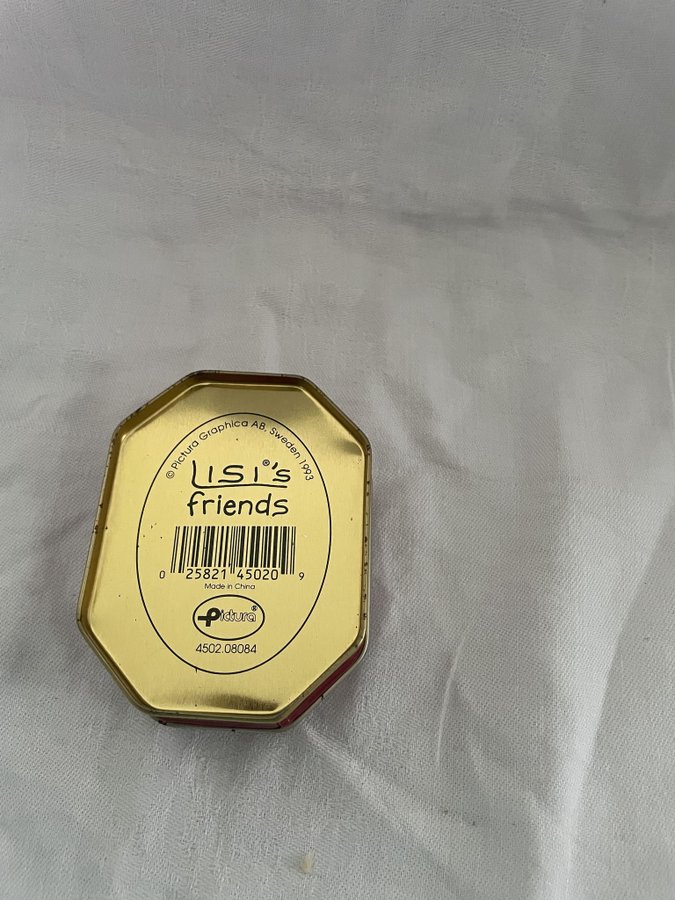 © Pictura Graphica AB, Sweden 1993
LISI®'s
friends
0 25821 45020 9
Made in China
Pictura®
4502.08084